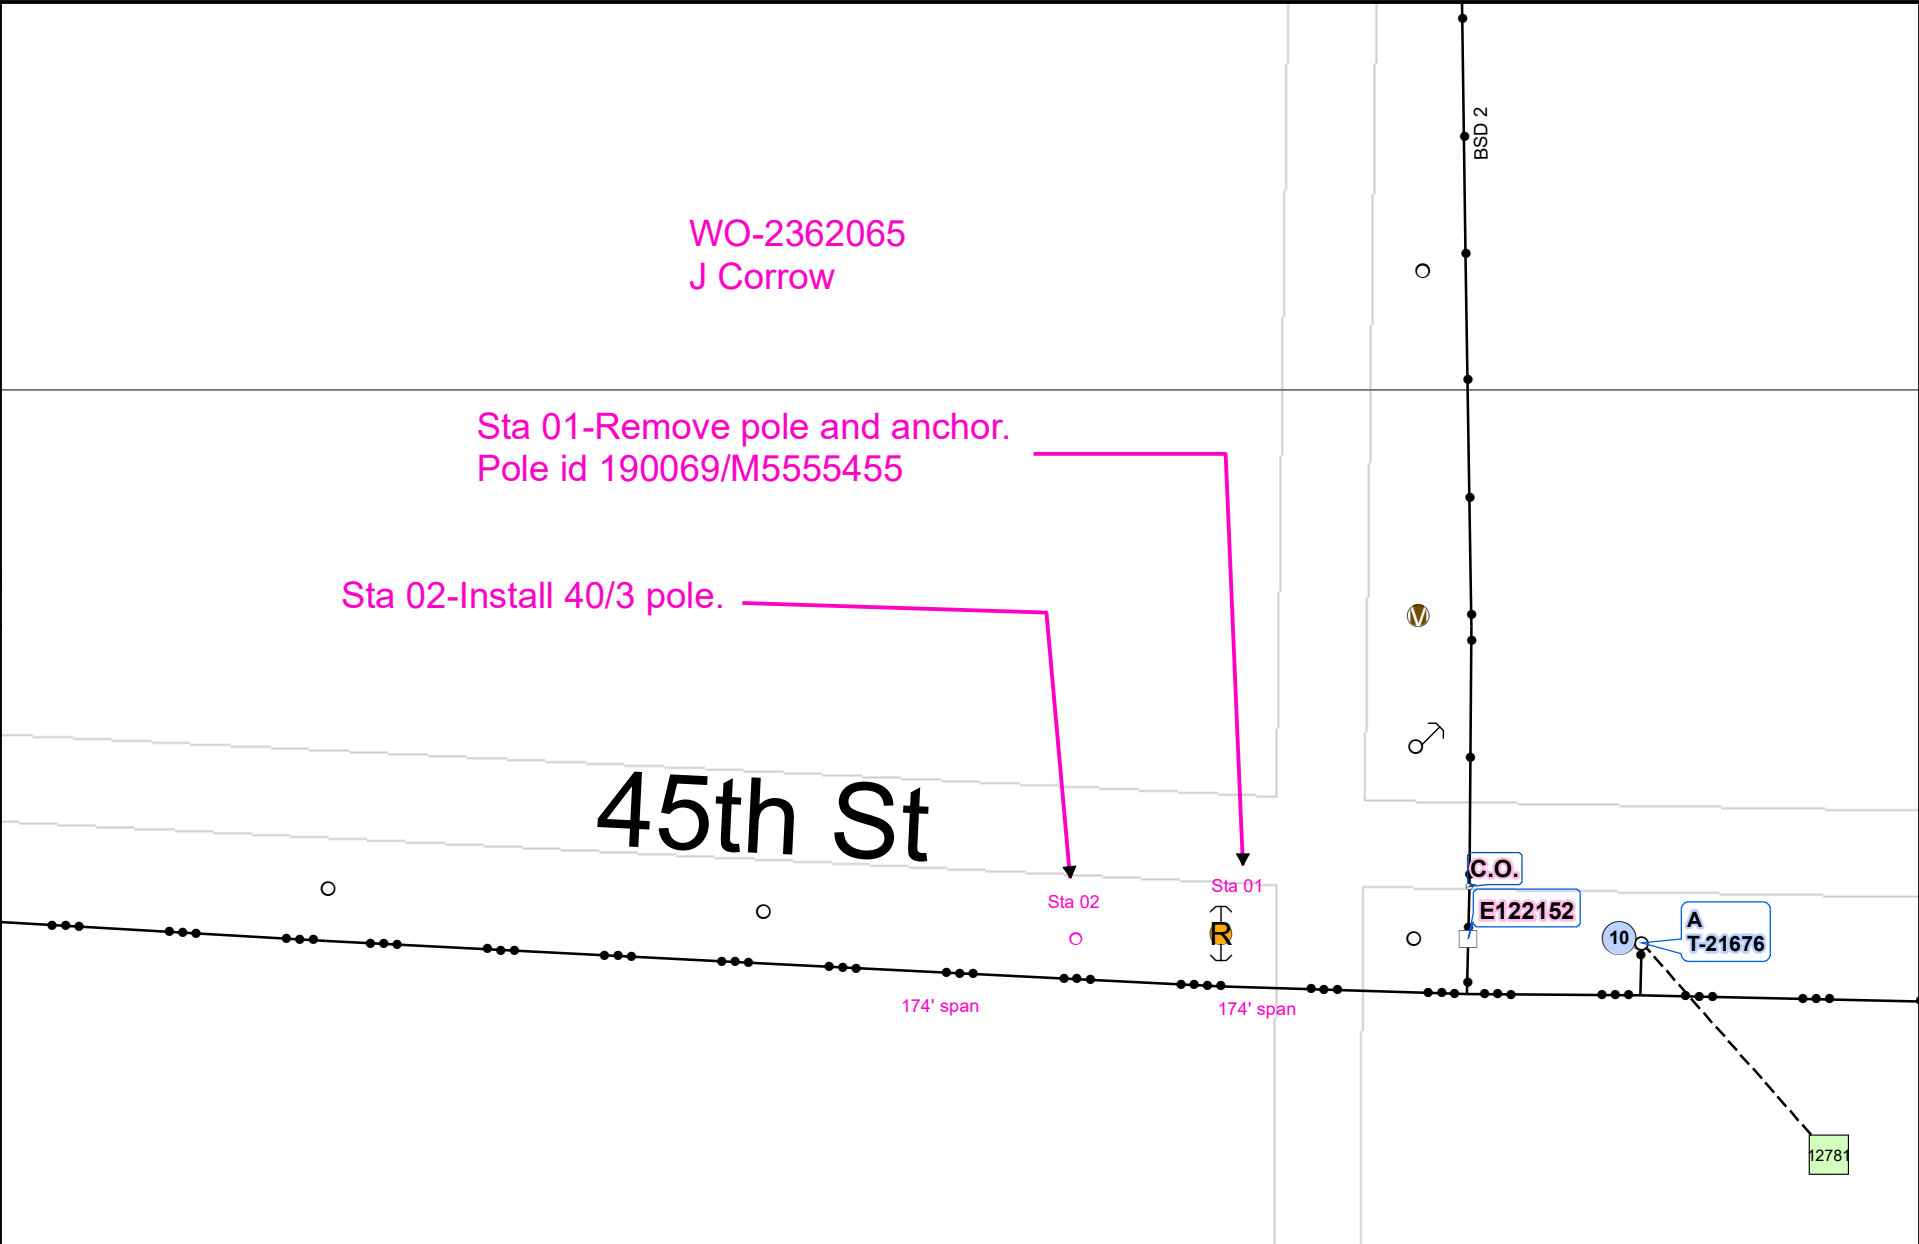 BSD 2
WO-2362065
J Corrow
Sta 01-Remove pole and anchor.
Pole id 190069/M5555455
Sta 02-Install 40/3 pole.
V
45th St
C.O.
Sta 01
Sta 02
E122152
R
10
A
T-21676
174' span
174' span
12781